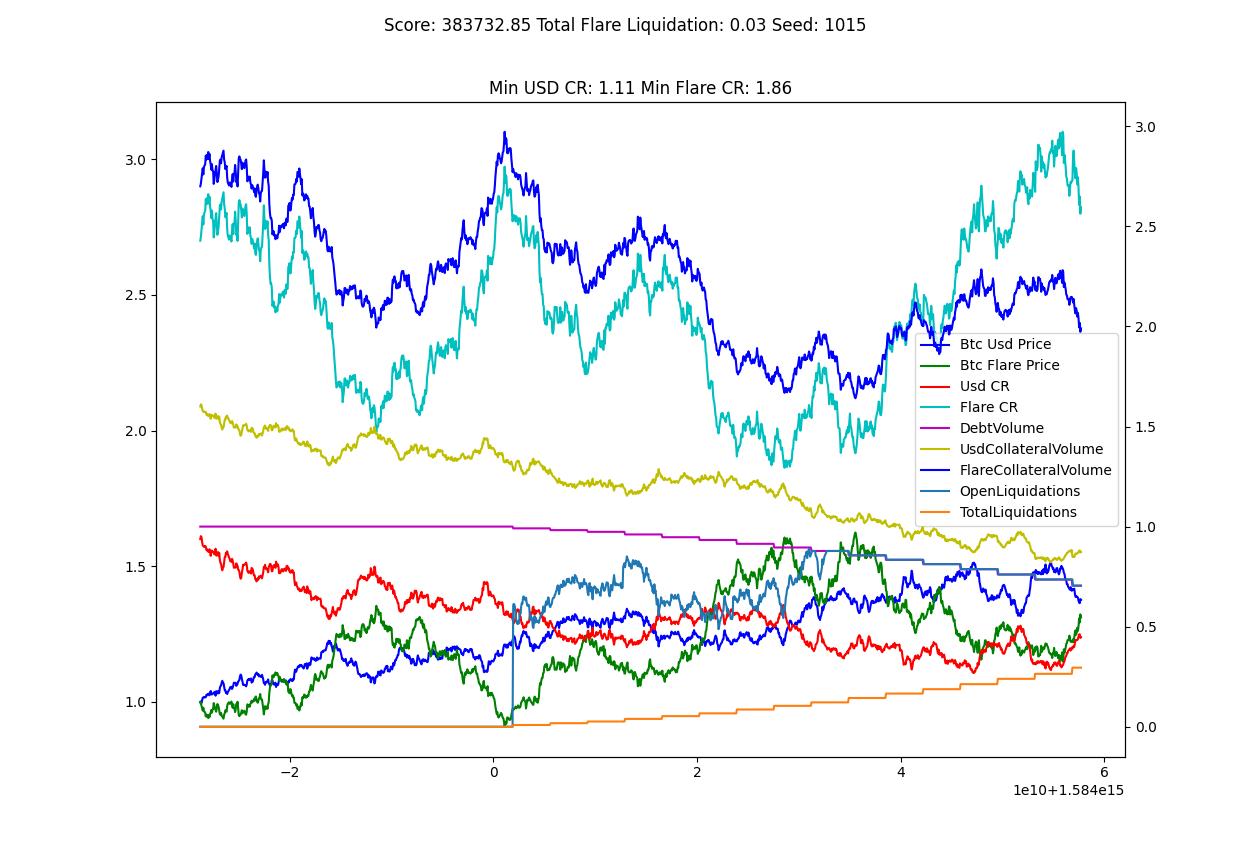 Score: 383732.85 Total Flare Liquidation: 0.03 Seed: 1015
Min USD CR: 1.11 Min Flare CR: 1.86
3.0
2.5
2.0
1.5
1.0
3.0
2.5
2.0
1.5
1.0
0.5
0.0
Btc Usd Price
Btc Flare Price
Usd CR
Flare CR
DebtVolume
UsdCollateralVolume
FlareCollateralVolume
OpenLiquidations
TotalLiquidations
−2 0 2 4 6
1e10+1.584e15